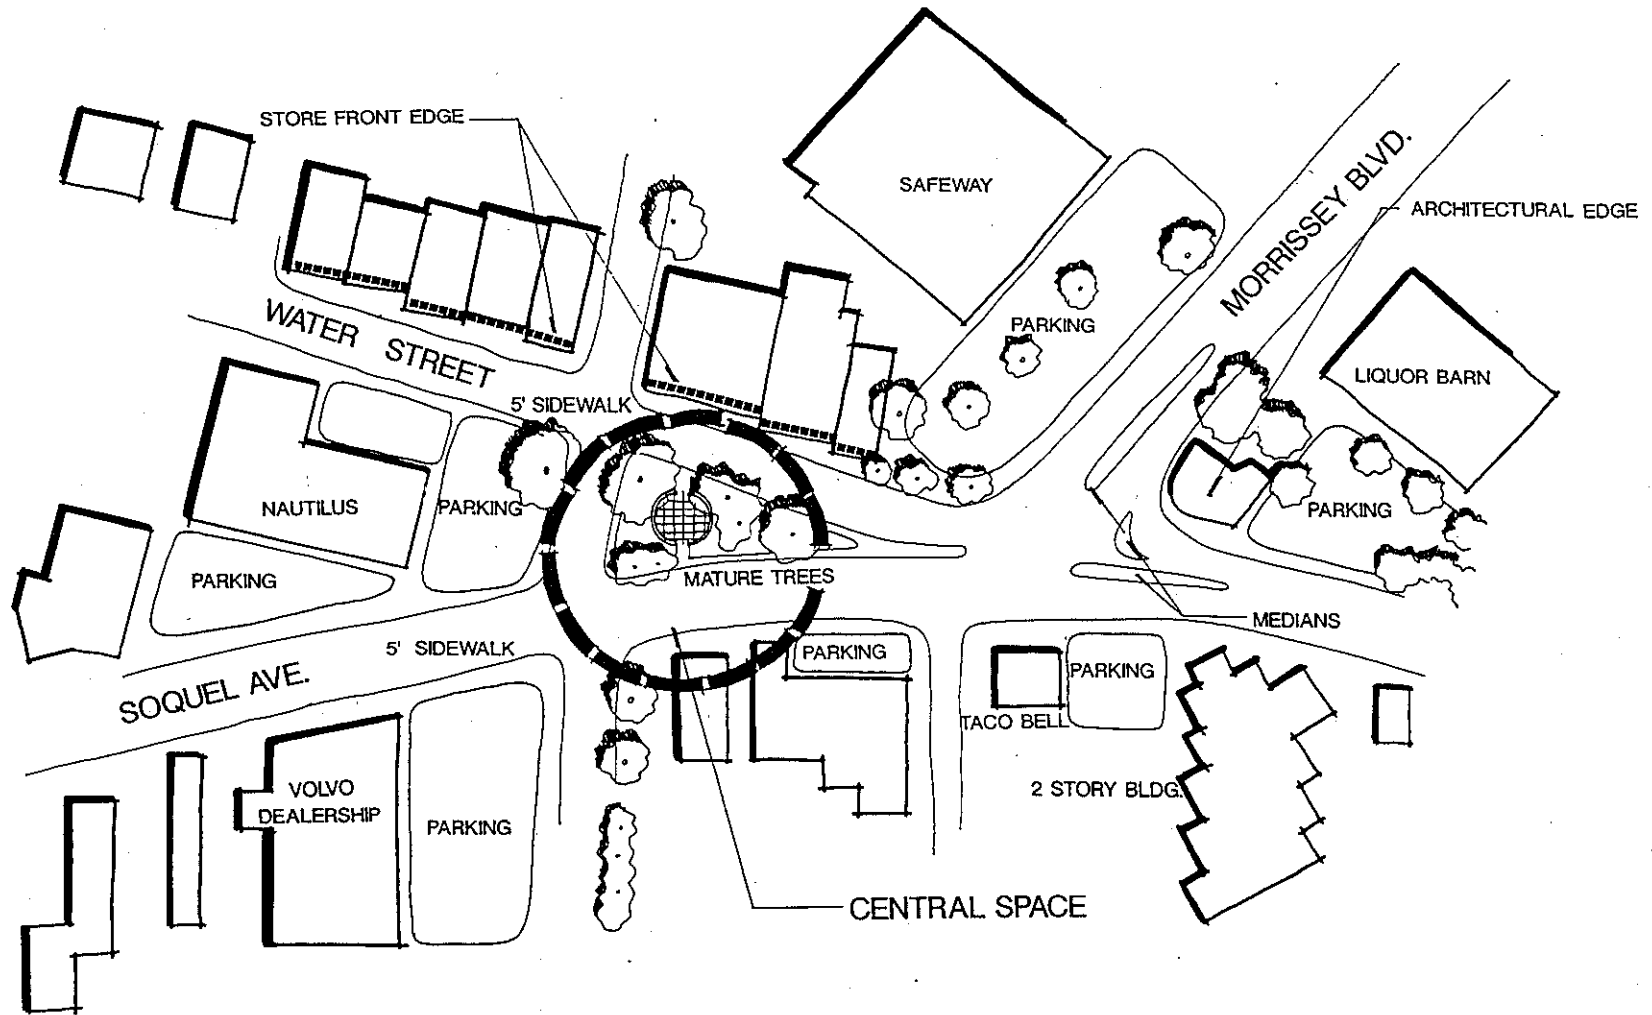 STORE FRONT EDGE
SAFEWAY
MORRISSEY BLVD.
ARCHITECTURAL EDGE
WATER STREET
PARKING
LIQUOR BARN
5' SIDEWALK
NAUTILUS
PARKING
PARKING
PARKING
MATURE TREES
MEDIANS
5' SIDEWALK
PARKING
PARKING
SOQUEL AVE.
TACO BELL
2 STORY BLDG.
VOLVO
DEALERSHIP
PARKING
CENTRAL SPACE